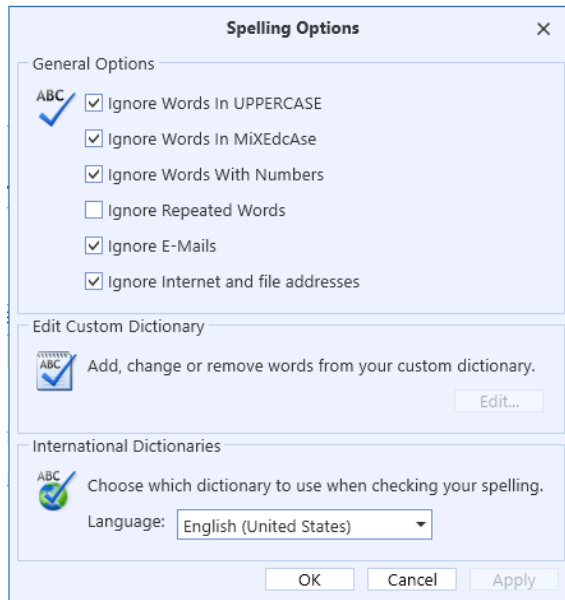 Spelling Options
General Options
ABC
Ignore Words In UPPERCASE
Ignore Words In MiXEdcAse
Ignore Words With Numbers
Ignore Repeated Words
Ignore E-Mails
Ignore Internet and file addresses
Edit Custom Dictionary
ABC
Add, change or remove words from your custom dictionary.
Edit...
International Dictionaries
ABC
Choose which dictionary to use when checking your spelling.
Language: English (United States)
OK Cancel Apply